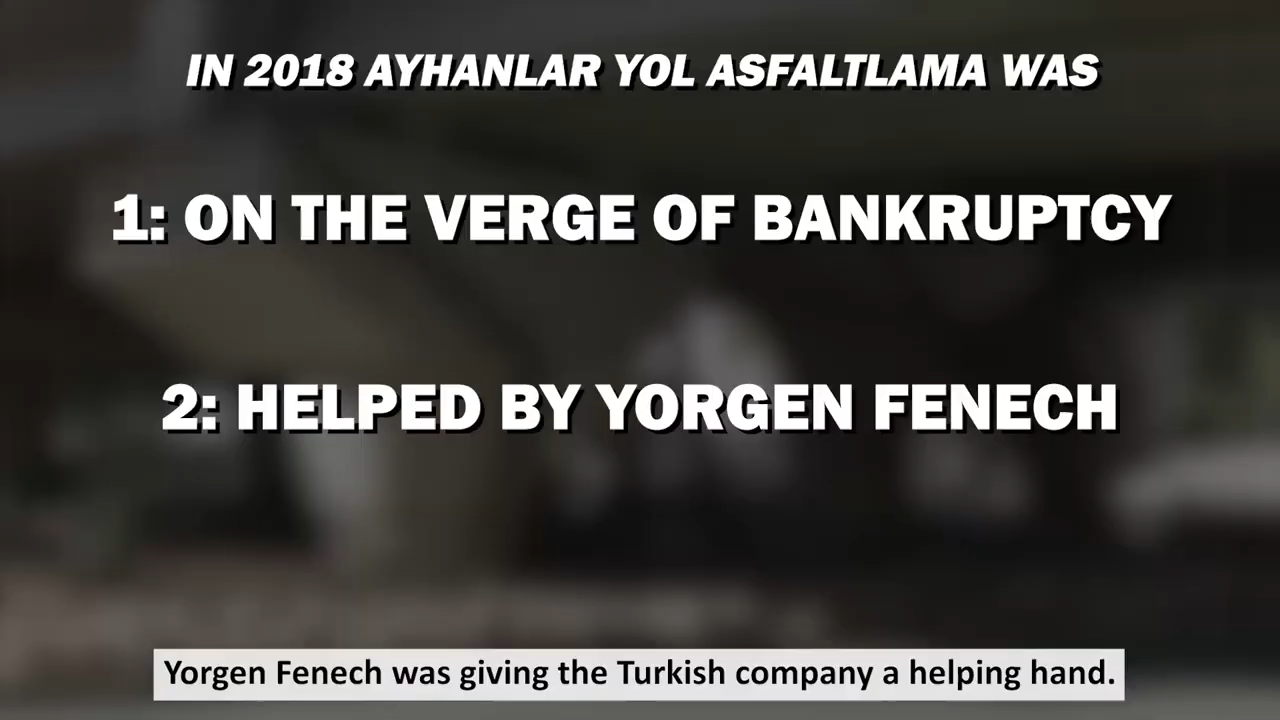 IN 2018 AYHANLAR YOL ASFALTLAMA WAS
1: ON THE VERGE OF BANKRUPTCY
2: HELPED BY YORGEN FENECH
Yorgen Fenech was giving the Turkish company a helping hand.